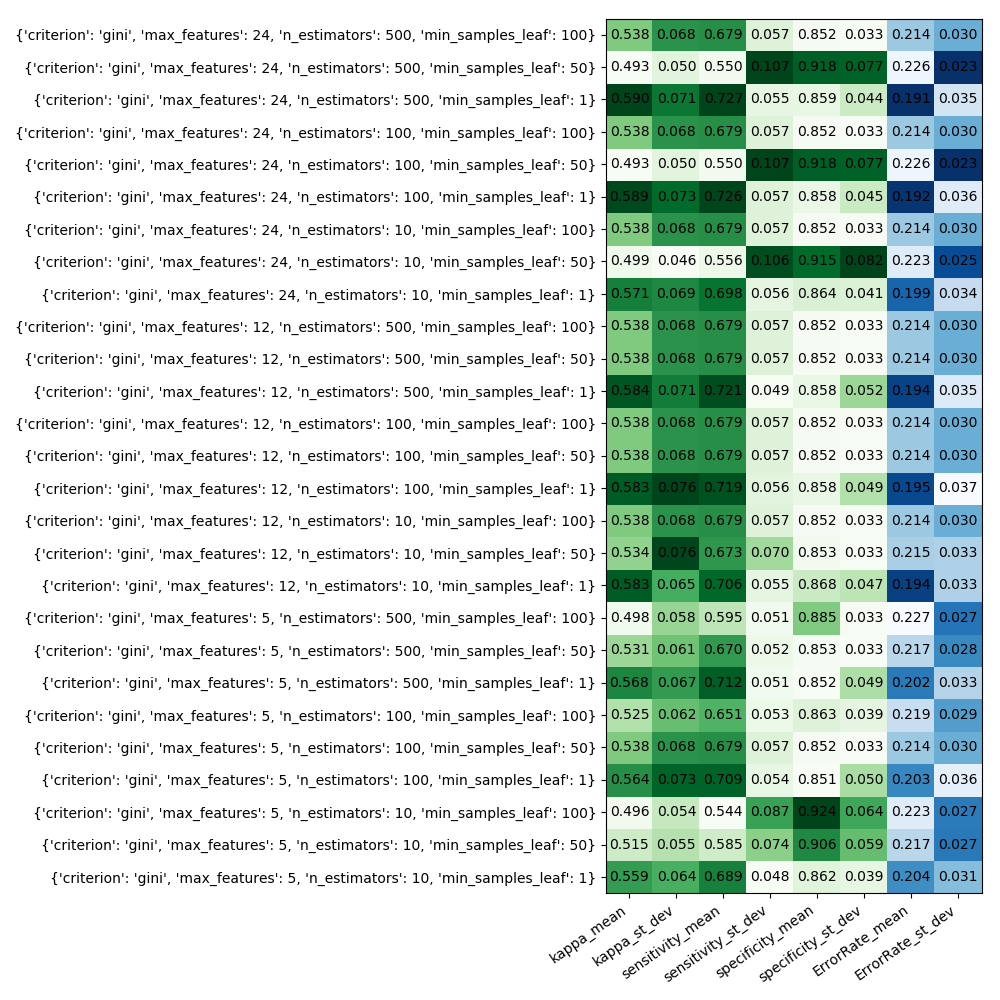 {'criterion': 'gini', 'max_features': 24, 'n_estimators': 500, 'min_samples_leaf': 100} 0.538 0.068 0.679 0.057 0.852 0.033 0.214 0.030
{'criterion': 'gini', 'max_features': 24, 'n_estimators': 500, 'min_samples_leaf': 50} 0.493 0.050 0.550 0.107 0.918 0.077 0.226 0.023
{'criterion': 'gini', 'max_features': 24, 'n_estimators': 500, 'min_samples_leaf': 1} 0.590 0.071 0.727 0.055 0.859 0.044 0.191 0.035
{'criterion': 'gini', 'max_features': 24, 'n_estimators': 100, 'min_samples_leaf': 100} 0.538 0.068 0.679 0.057 0.852 0.033 0.214 0.030
{'criterion': 'gini', 'max_features': 24, 'n_estimators': 100, 'min_samples_leaf': 50} 0.493 0.050 0.550 0.107 0.918 0.077 0.226 0.023
{'criterion': 'gini', 'max_features': 24, 'n_estimators': 100, 'min_samples_leaf': 1} 0.589 0.073 0.726 0.057 0.858 0.045 0.192 0.036
{'criterion': 'gini', 'max_features': 24, 'n_estimators': 10, 'min_samples_leaf': 100} 0.538 0.068 0.679 0.057 0.852 0.033 0.214 0.030
{'criterion': 'gini', 'max_features': 24, 'n_estimators': 10, 'min_samples_leaf': 50} 0.499 0.046 0.556 0.106 0.915 0.082 0.223 0.025
{'criterion': 'gini', 'max_features': 24, 'n_estimators': 10, 'min_samples_leaf': 1} 0.571 0.069 0.698 0.056 0.864 0.041 0.199 0.034
{'criterion': 'gini', 'max_features': 12, 'n_estimators': 500, 'min_samples_leaf': 100} 0.538 0.068 0.679 0.057 0.852 0.033 0.214 0.030
{'criterion': 'gini', 'max_features': 12, 'n_estimators': 500, 'min_samples_leaf': 50} 0.538 0.068 0.679 0.057 0.852 0.033 0.214 0.030
{'criterion': 'gini', 'max_features': 12, 'n_estimators': 500, 'min_samples_leaf': 1} 0.584 0.071 0.721 0.049 0.858 0.052 0.194 0.035
{'criterion': 'gini', 'max_features': 12, 'n_estimators': 100, 'min_samples_leaf': 100} 0.538 0.068 0.679 0.057 0.852 0.033 0.214 0.030
{'criterion': 'gini', 'max_features': 12, 'n_estimators': 100, 'min_samples_leaf': 50} 0.538 0.068 0.679 0.057 0.852 0.033 0.214 0.030
{'criterion': 'gini', 'max_features': 12, 'n_estimators': 100, 'min_samples_leaf': 1} 0.583 0.076 0.719 0.056 0.858 0.049 0.195 0.037
{'criterion': 'gini', 'max_features': 12, 'n_estimators': 10, 'min_samples_leaf': 100} 0.538 0.068 0.679 0.057 0.852 0.033 0.214 0.030
{'criterion': 'gini', 'max_features': 12, 'n_estimators': 10, 'min_samples_leaf': 50} 0.534 0.076 0.673 0.070 0.853 0.033 0.215 0.033
{'criterion': 'gini', 'max_features': 12, 'n_estimators': 10, 'min_samples_leaf': 1} 0.583 0.065 0.706 0.055 0.868 0.047 0.194 0.033
{'criterion': 'gini', 'max_features': 5, 'n_estimators': 500, 'min_samples_leaf': 100} 0.498 0.058 0.595 0.051 0.885 0.033 0.227 0.027
{'criterion': 'gini', 'max_features': 5, 'n_estimators': 500, 'min_samples_leaf': 50} 0.531 0.061 0.670 0.052 0.853 0.033 0.217 0.028
{'criterion': 'gini', 'max_features': 5, 'n_estimators': 500, 'min_samples_leaf': 1} 0.568 0.067 0.712 0.051 0.852 0.049 0.202 0.033
{'criterion': 'gini', 'max_features': 5, 'n_estimators': 100, 'min_samples_leaf': 100} 0.525 0.062 0.651 0.053 0.863 0.039 0.219 0.029
{'criterion': 'gini', 'max_features': 5, 'n_estimators': 100, 'min_samples_leaf': 50} 0.538 0.068 0.679 0.057 0.852 0.033 0.214 0.030
{'criterion': 'gini', 'max_features': 5, 'n_estimators': 100, 'min_samples_leaf': 1} 0.564 0.073 0.709 0.054 0.851 0.050 0.203 0.036
{'criterion': 'gini', 'max_features': 5, 'n_estimators': 10, 'min_samples_leaf': 100} 0.496 0.054 0.544 0.087 0.924 0.064 0.223 0.027
{'criterion': 'gini', 'max_features': 5, 'n_estimators': 10, 'min_samples_leaf': 50} 0.515 0.055 0.585 0.074 0.906 0.059 0.217 0.027
{'criterion': 'gini', 'max_features': 5, 'n_estimators': 10, 'min_samples_leaf': 1} 0.559 0.064 0.689 0.048 0.862 0.039 0.204 0.031
kappa_mean
kappa_st_dev
sensitivity_mean
sensitivity_st_dev
specificity_mean
specificity_st_dev
ErrorRate_mean
ErrorRate_st_dev